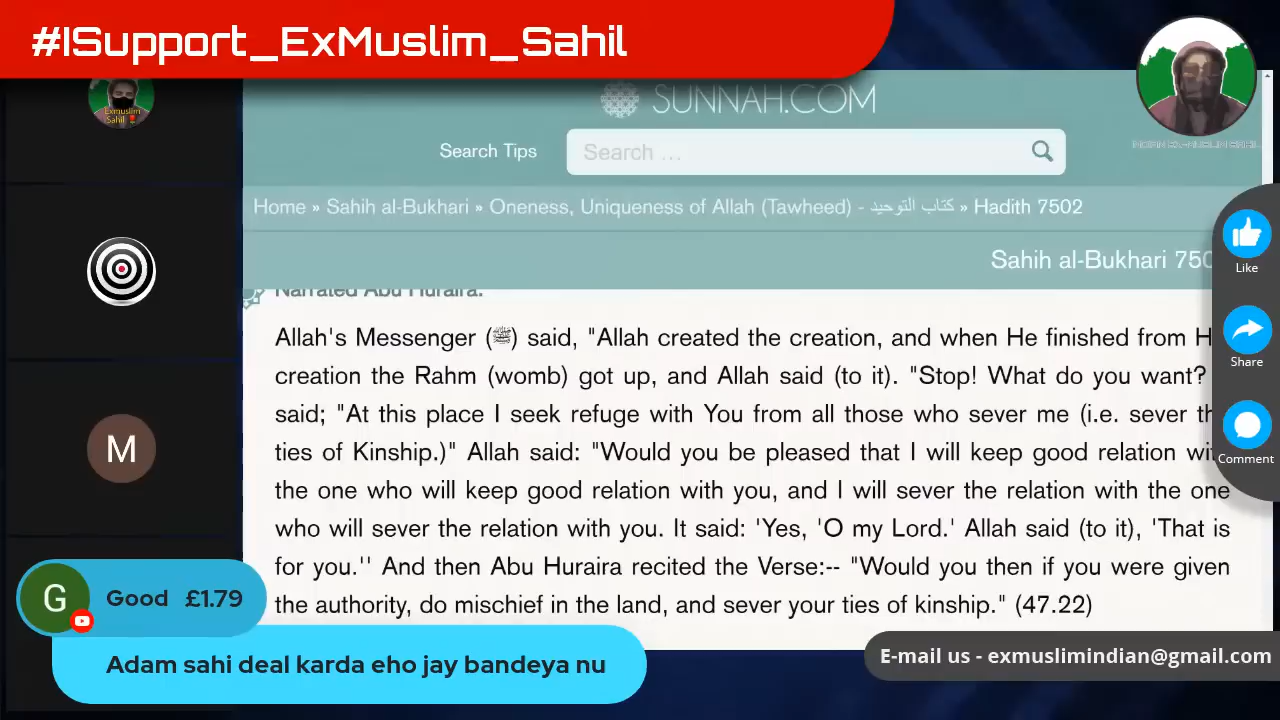 #ISupport_ExMuslim_Sahil
Exmuslim
Sahil
SUNNAH.COM
Search Tips
Search ...
Home » Sahih al-Bukhari » Oneness, Uniqueness of Allah (Tawheed) - كتاب التوحيد » Hadith 7502
Sahih al-Bukhari 750
Narrated Abu Huraira:
Allah's Messenger (ﷺ) said, "Allah created the creation, and when He finished from H
creation the Rahm (womb) got up, and Allah said (to it). "Stop! What do you want?
said; "At this place I seek refuge with You from all those who sever me (i.e. sever th
ties of Kinship.)" Allah said: "Would you be pleased that I will keep good relation wi
the one who will keep good relation with you, and I will sever the relation with the one
who will sever the relation with you. It said: 'Yes, 'O my Lord.' Allah said (to it), 'That is
for you.'' And then Abu Huraira recited the Verse:-- "Would you then if you were given
the authority, do mischief in the land, and sever your ties of kinship." (47.22)
Like
Share
Comment
M
G
Good £1.79
Adam sahi deal karda eho jay bandeya nu
E-mail us - exmuslimindian@gmail.com